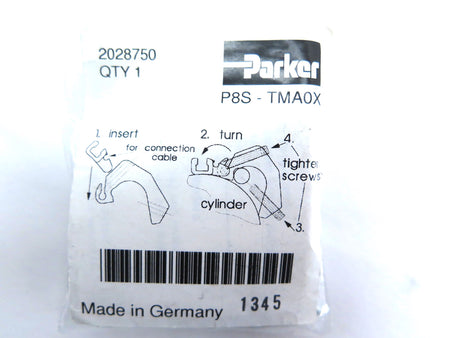 2028750
QTY 1
Parker
P8S - TMA0X
1. insert
for connection
cable
2. turn
4.
tighten
screws
cylinder
3.
Made in Germany 1345